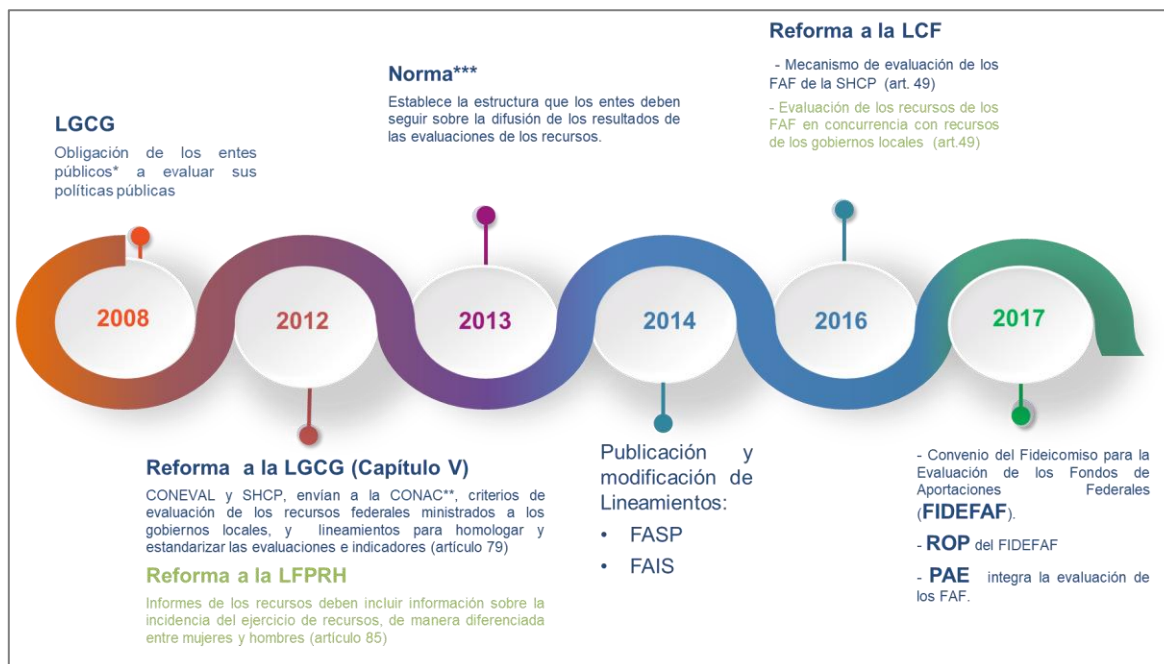 LGCG
Obligación de los entes
públicos* a evaluar sus
políticas públicas
Norma***
Establece la estructura que los entes deben
seguir sobre la difusión de los resultados de
las evaluaciones de los recursos.
Reforma a la LCF
- Mecanismo de evaluación de los
FAF de la SHCP (art. 49)
- Evaluación de los recursos de los
FAF en concurrencia con recursos
de los gobiernos locales (art.49)
2008
2012
2013
2014
2016
2017
Reforma a la LGCG (Capítulo V)
CONEVAL y SHCP, envían a la CONAC**, criterios de
evaluación de los recursos federales ministrados a los
gobiernos locales, y lineamientos para homologar y
estandarizar las evaluaciones e indicadores (artículo 79)
Reforma a la LFPRH
Informes de los recursos deben incluir información sobre la
incidencia del ejercicio de recursos, de manera diferenciada
entre mujeres y hombres (artículo 85)
Publicación y
modificación de
Lineamientos:
• FASP
• FAIS
- Convenio del Fideicomiso para la
Evaluación de los Fondos de
Aportaciones Federales
(FIDEFAF).
- ROP del FIDEFAF
- PAE integra la evaluación de
los FAF.